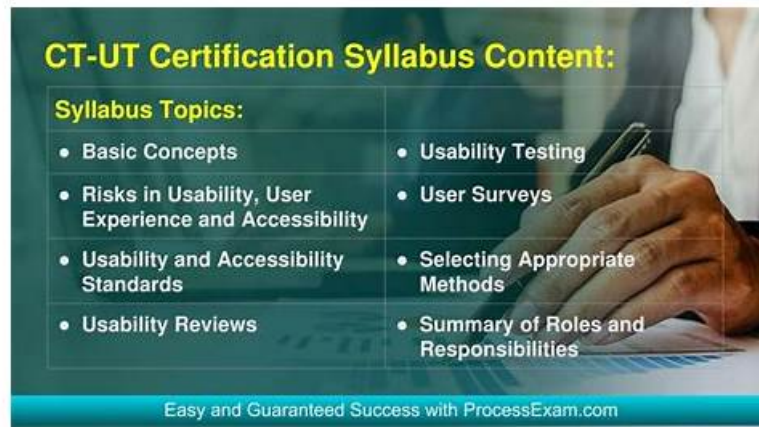 CT-UT Certification Syllabus Content:
Syllabus Topics:
• Basic Concepts
• Risks in Usability, User
Experience and Accessibility
• Usability and Accessibility
Standards
• Usability Reviews
• Usability Testing
• User Surveys
• Selecting Appropriate
Methods
• Summary of Roles and
Responsibilities
Easy and Guaranteed Success with ProcessExam.com